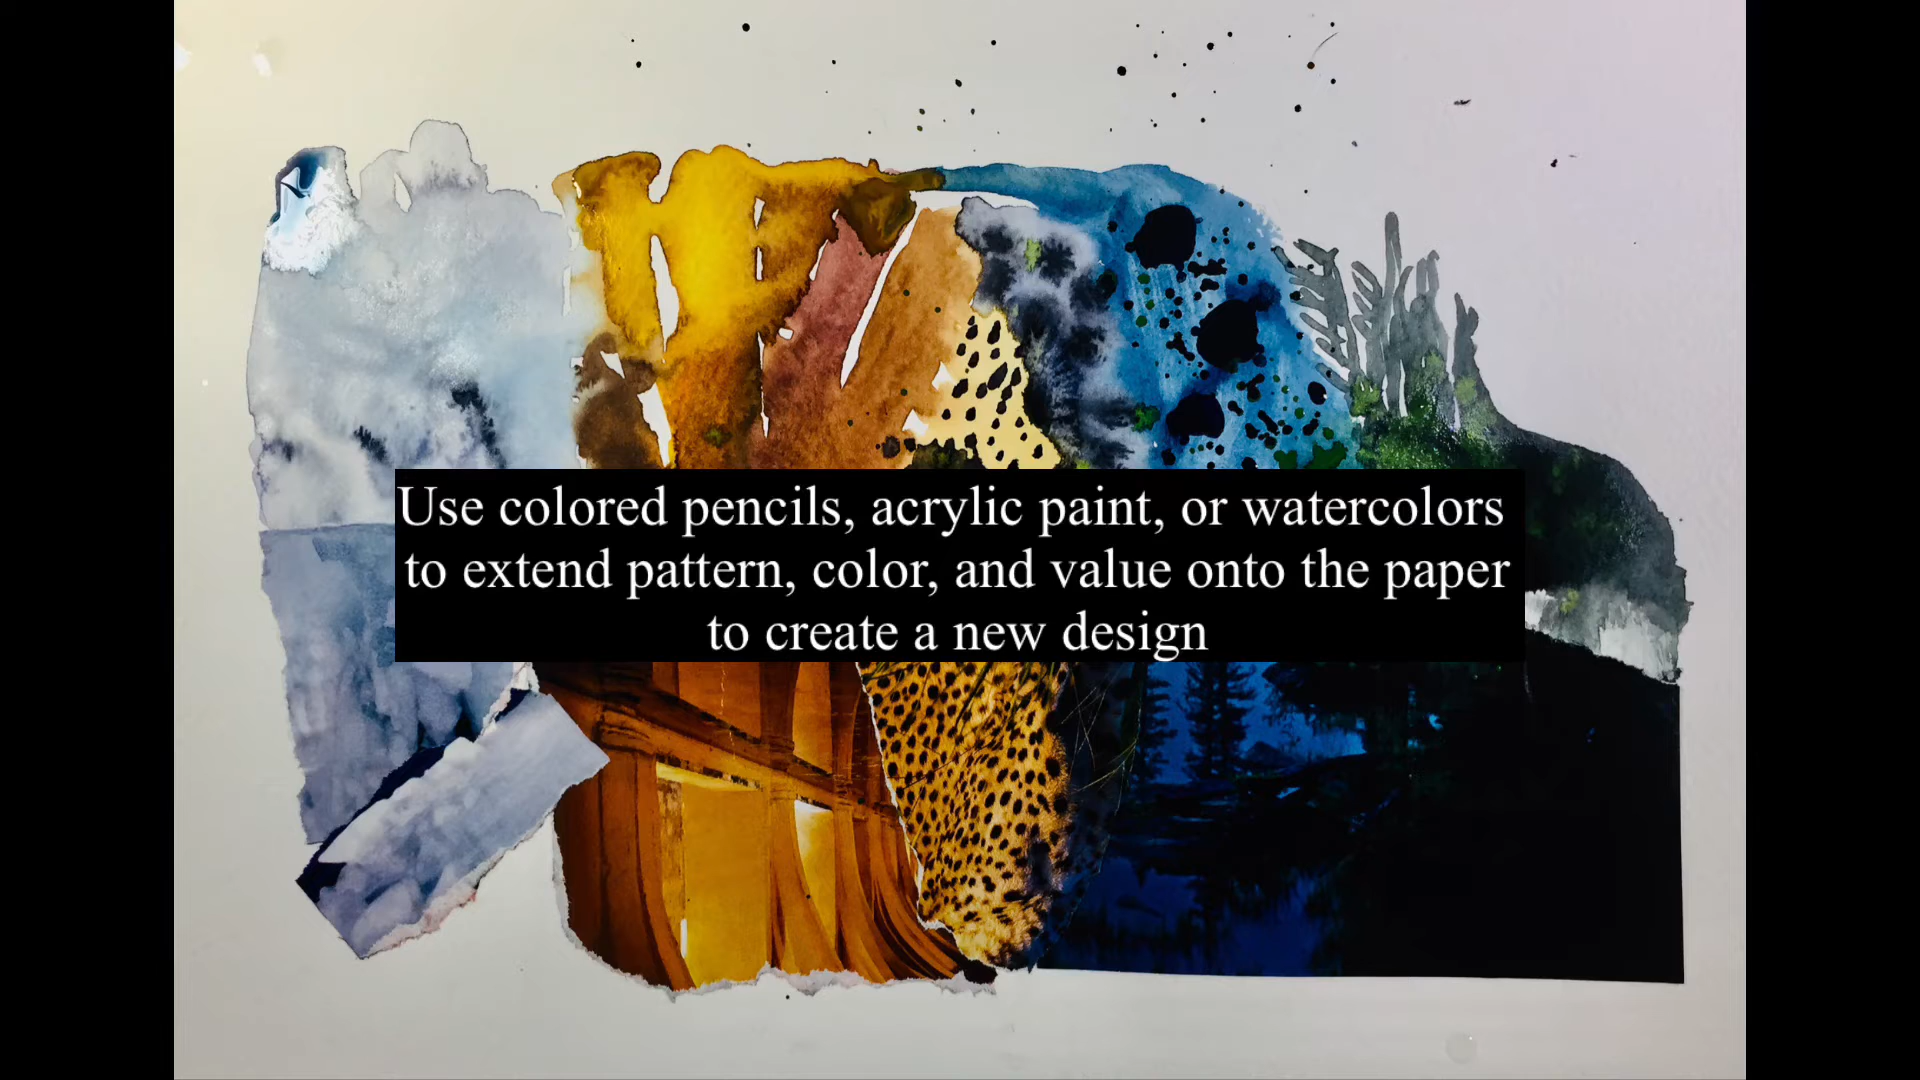 Use colored pencils, acrylic paint, or watercolors
to extend pattern, color, and value onto the paper
to create a new design